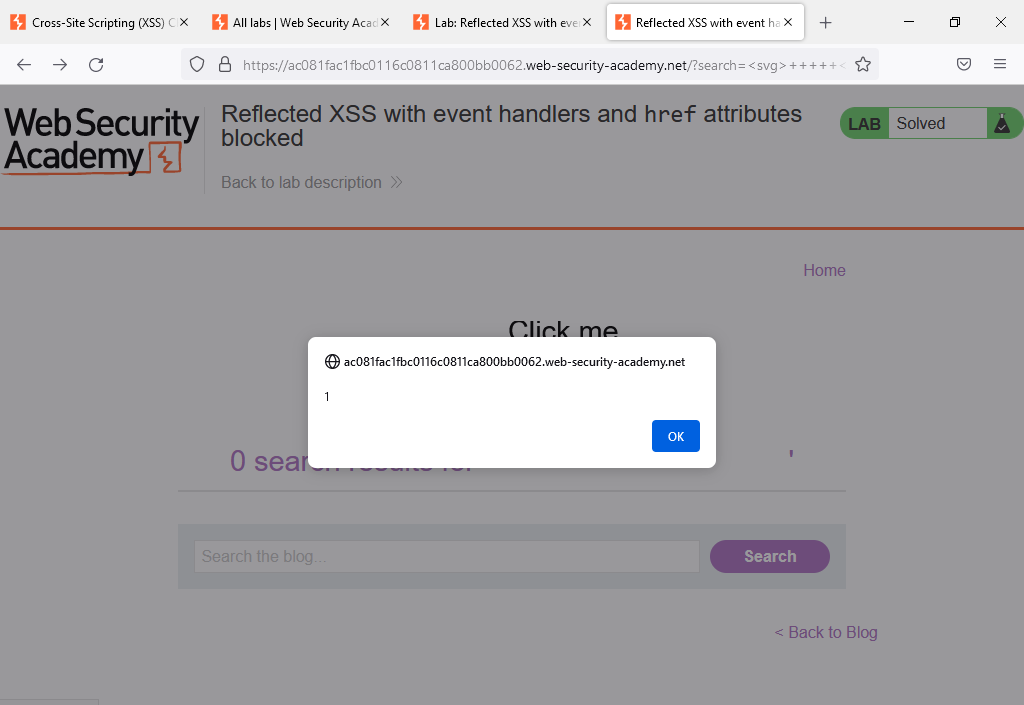 Cross-Site Scripting (XSS) C
All labs | Web Security Acad
Lab: Reflected XSS with eve
Reflected XSS with event ha
https://ac081fac1fbc0116c0811ca800bb0062.web-security-academy.net/?search=<svg>+++++<
Web Security
Academy
Reflected XSS with event handlers and href attributes
blocked
LAB Solved
Back to lab description
Home
Click me
ac081fac1fbc0116c0811ca800bb0062.web-security-academy.net
1
OK
0 search results for '
Search the blog...
Search
< Back to Blog